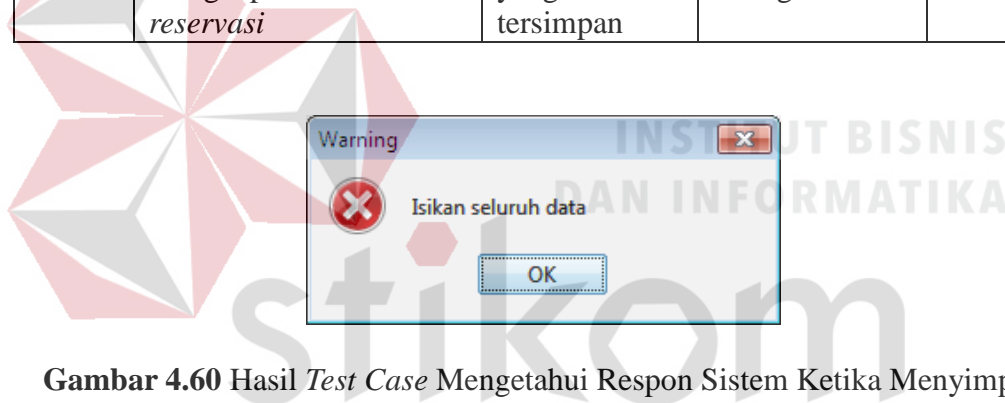 reservasi
tersimpan
INSTITUT BISNIS
DAN INFORMATIKA
stikom
Warning
Isikan seluruh data
OK
Gambar 4.60 Hasil Test Case Mengetahui Respon Sistem Ketika